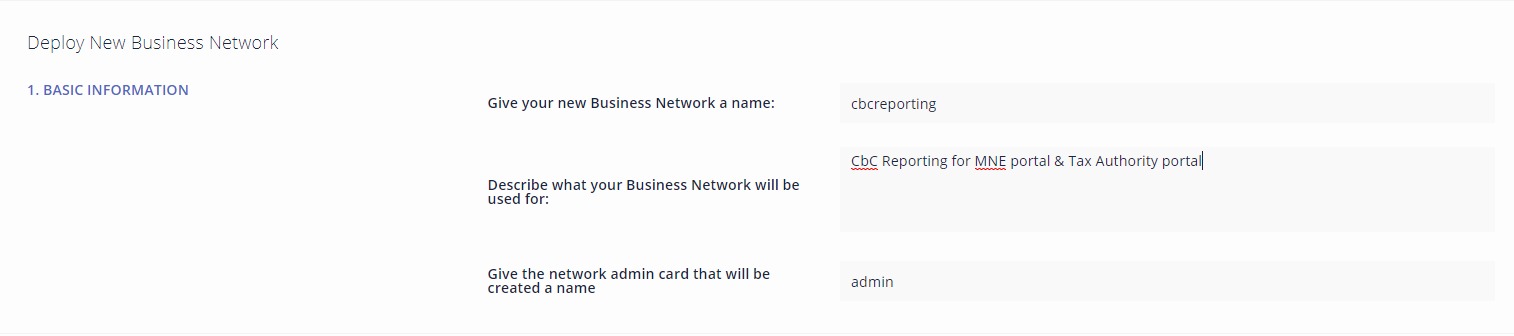 Deploy New Business Network
1. BASIC INFORMATION
Give your new Business Network a name:
cbcreporting
Describe what your Business Network will be
used for:
CbC Reporting for MNE portal & Tax Authority portal
Give the network admin card that will be
created a name
admin